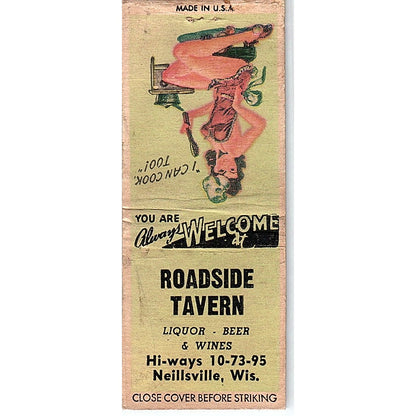 MADE IN U.S.A.
"I CAN COOK,
TOO!"
YOU ARE
Always WELCOME
at
ROADSIDE
TAVERN
LIQUOR - BEER
& WINES
Hi-ways 10-73-95
Neillsville, Wis.
CLOSE COVER BEFORE STRIKING